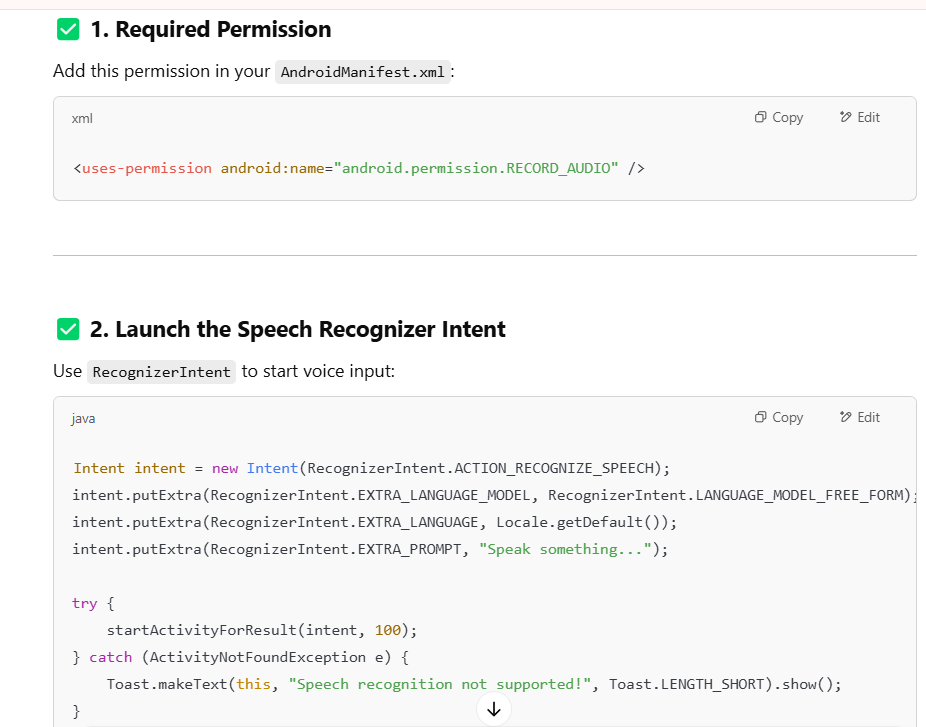 ✅ 1. Required Permission
Add this permission in your AndroidManifest.xml:
xml
Copy
Edit
<uses-permission android:name="android.permission.RECORD_AUDIO" />
✅ 2. Launch the Speech Recognizer Intent
Use RecognizerIntent to start voice input:
java
Copy
Edit
Intent intent = new Intent(RecognizerIntent.ACTION_RECOGNIZE_SPEECH);
intent.putExtra(RecognizerIntent.EXTRA_LANGUAGE_MODEL, RecognizerIntent.LANGUAGE_MODEL_FREE_FORM);
intent.putExtra(RecognizerIntent.EXTRA_LANGUAGE, Locale.getDefault());
intent.putExtra(RecognizerIntent.EXTRA_PROMPT, "Speak something...");
try {
    startActivityForResult(intent, 100);
} catch (ActivityNotFoundException e) {
    Toast.makeText(this, "Speech recognition not supported!", Toast.LENGTH_SHORT).show();
}